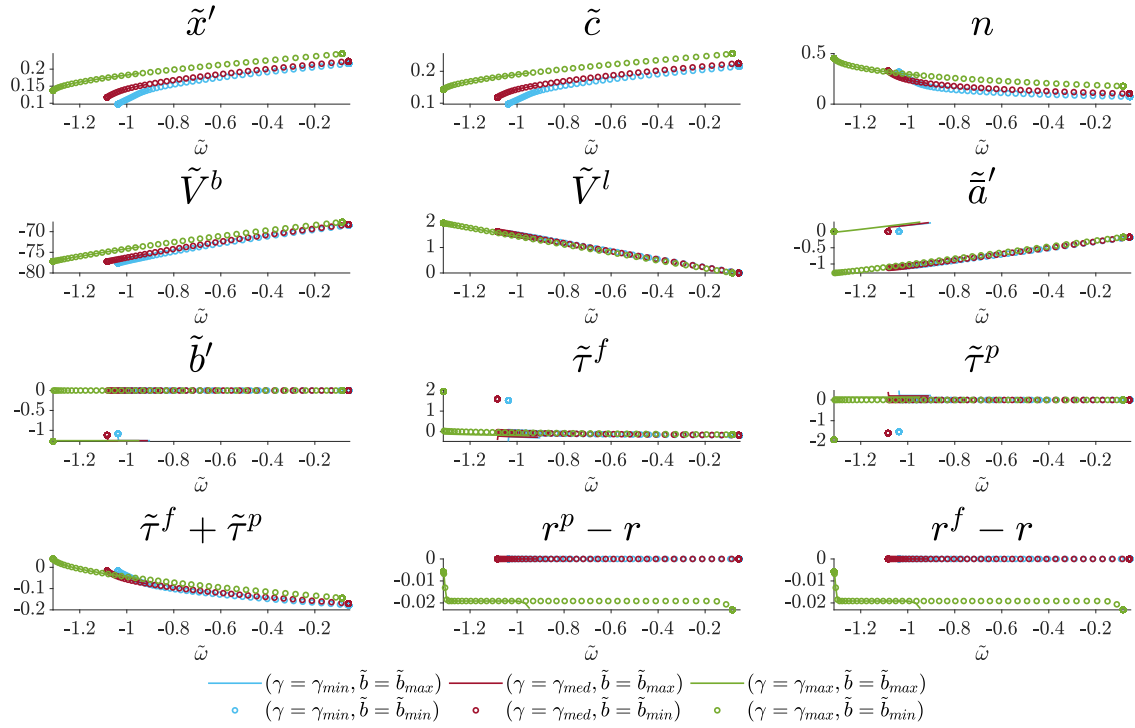 x̃′ c̃ n
0.2 0.2 0.5
0.15
0.1 0.1 0
-1.2 -1 -0.8 -0.6 -0.4 -0.2 -1.2 -1 -0.8 -0.6 -0.4 -0.2 -1.2 -1 -0.8 -0.6 -0.4 -0.2
ω̃ ω̃ ω̃
Ṽᵇ Ṽˡ ã̄′
-70 2 0
-75 1 -0.5
-80 0 -1
-1.2 -1 -0.8 -0.6 -0.4 -0.2 -1.2 -1 -0.8 -0.6 -0.4 -0.2 -1.2 -1 -0.8 -0.6 -0.4 -0.2
ω̃ ω̃ ω̃
b̃′ τ̃ᶠ τ̃ᵖ
0 2 0
-0.5 1 -1
-1 0 -2
-1.2 -1 -0.8 -0.6 -0.4 -0.2 -1.2 -1 -0.8 -0.6 -0.4 -0.2 -1.2 -1 -0.8 -0.6 -0.4 -0.2
ω̃ ω̃ ω̃
τ̃ᶠ + τ̃ᵖ rᵖ − r rᶠ − r
0 0 0
-0.1 -0.01 -0.01
-0.2 -0.02 -0.02
-1.2 -1 -0.8 -0.6 -0.4 -0.2 -1.2 -1 -0.8 -0.6 -0.4 -0.2 -1.2 -1 -0.8 -0.6 -0.4 -0.2
ω̃ ω̃ ω̃
(γ = γ_min, b̃ = b̃_max) (γ = γ_med, b̃ = b̃_max) (γ = γ_max, b̃ = b̃_max)
(γ = γ_min, b̃ = b̃_min) (γ = γ_med, b̃ = b̃_min) (γ = γ_max, b̃ = b̃_min)